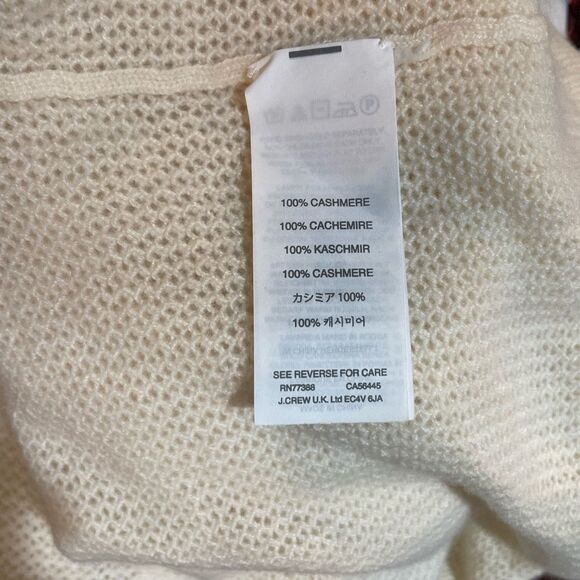 100% CASHMERE
100% CACHEMIRE
100% KASCHMIR
100% CASHMERE
カシミア 100%
100% 캐시미어
SEE REVERSE FOR CARE
RN77388 CA56445
J.CREW U.K. Ltd EC4V 6JA